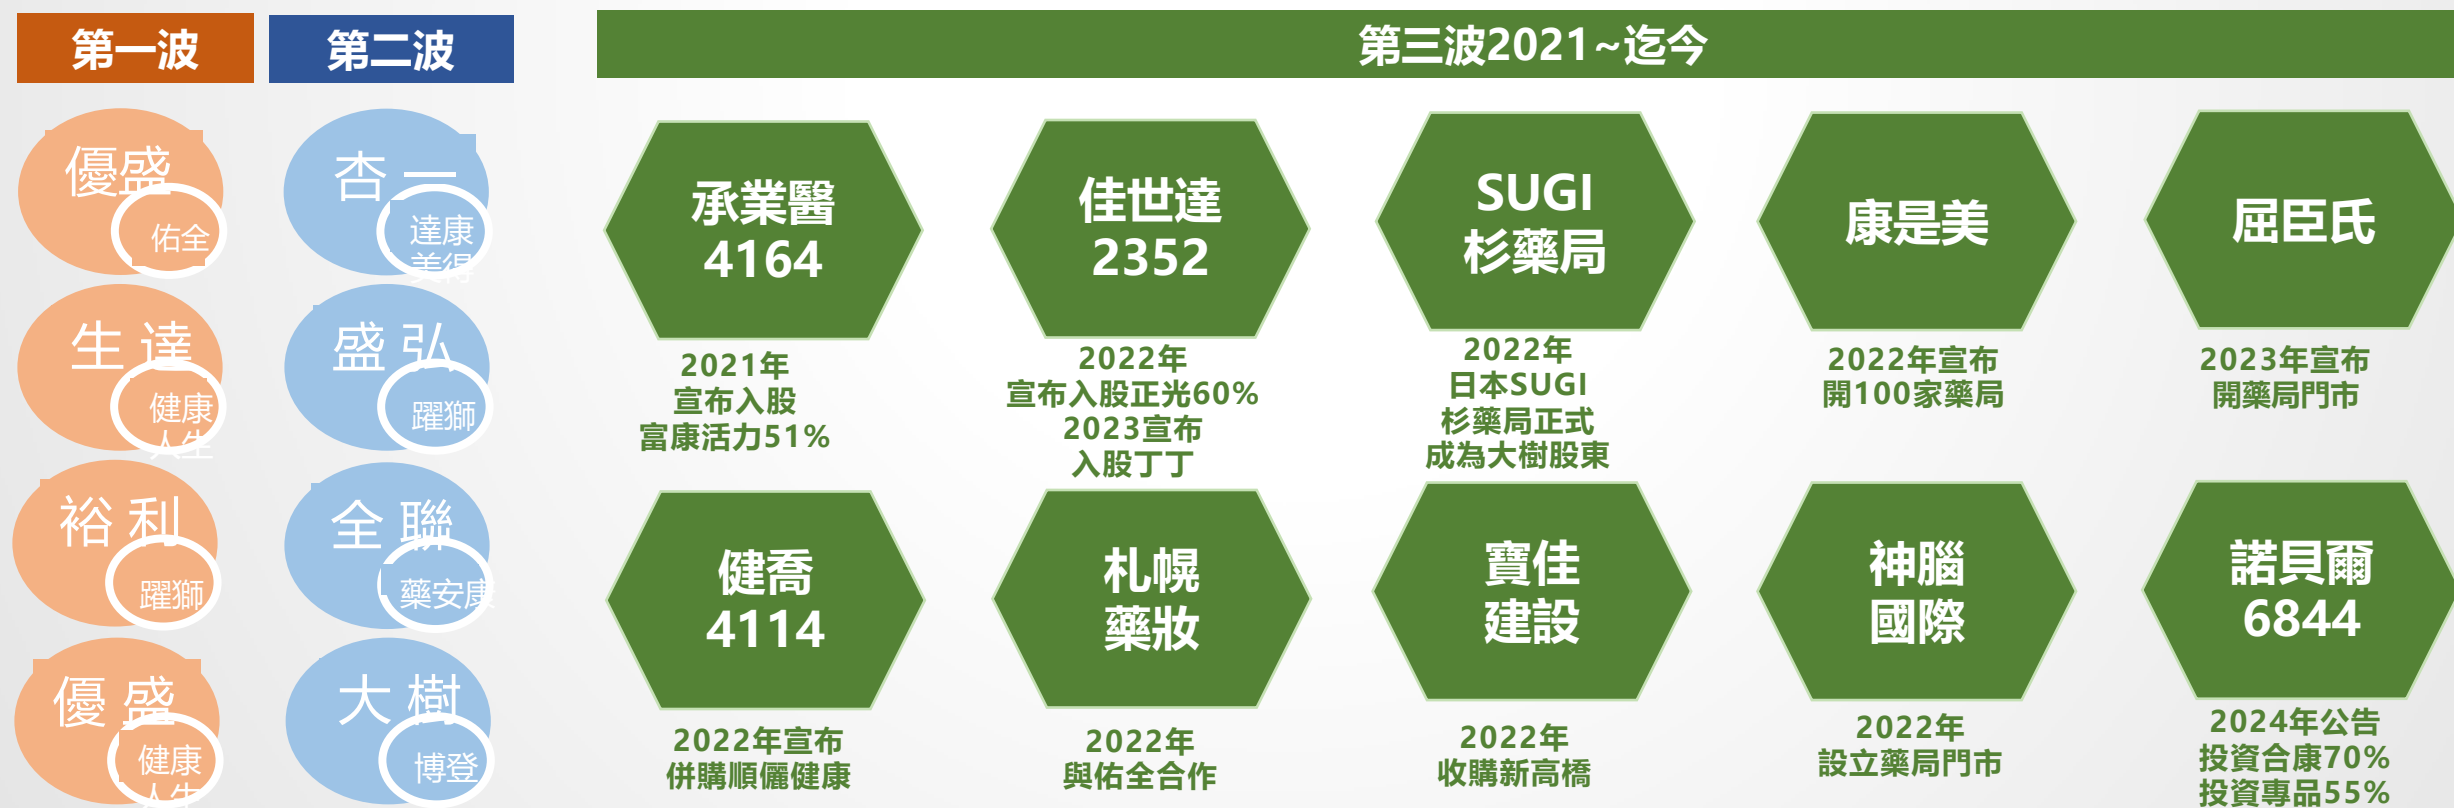 第一波
第二波
第三波2021~迄今
優盛
佑全
生達
健康
人生
裕利
躍獅
優盛
健康
人生
杏一
達康
美得
盛弘
躍獅
全聯
藥安康
大樹
博登
承業醫
4164
2021年
宣布入股
富康活力51%
佳世達
2352
2022年
宣布入股正光60%
2023宣布
入股丁丁
SUGI
杉藥局
2022年
日本SUGI
杉藥局正式
成為大樹股東
康是美
2022年宣布
開100家藥局
屈臣氏
2023年宣布
開藥局門市
健喬
4114
2022年宣布
併購順儷健康
札幌
藥妝
2022年
與佑全合作
寶佳
建設
2022年
收購新高橋
神腦
國際
2022年
設立藥局門市
諾貝爾
6844
2024年公告
投資合康70%
投資專品55%